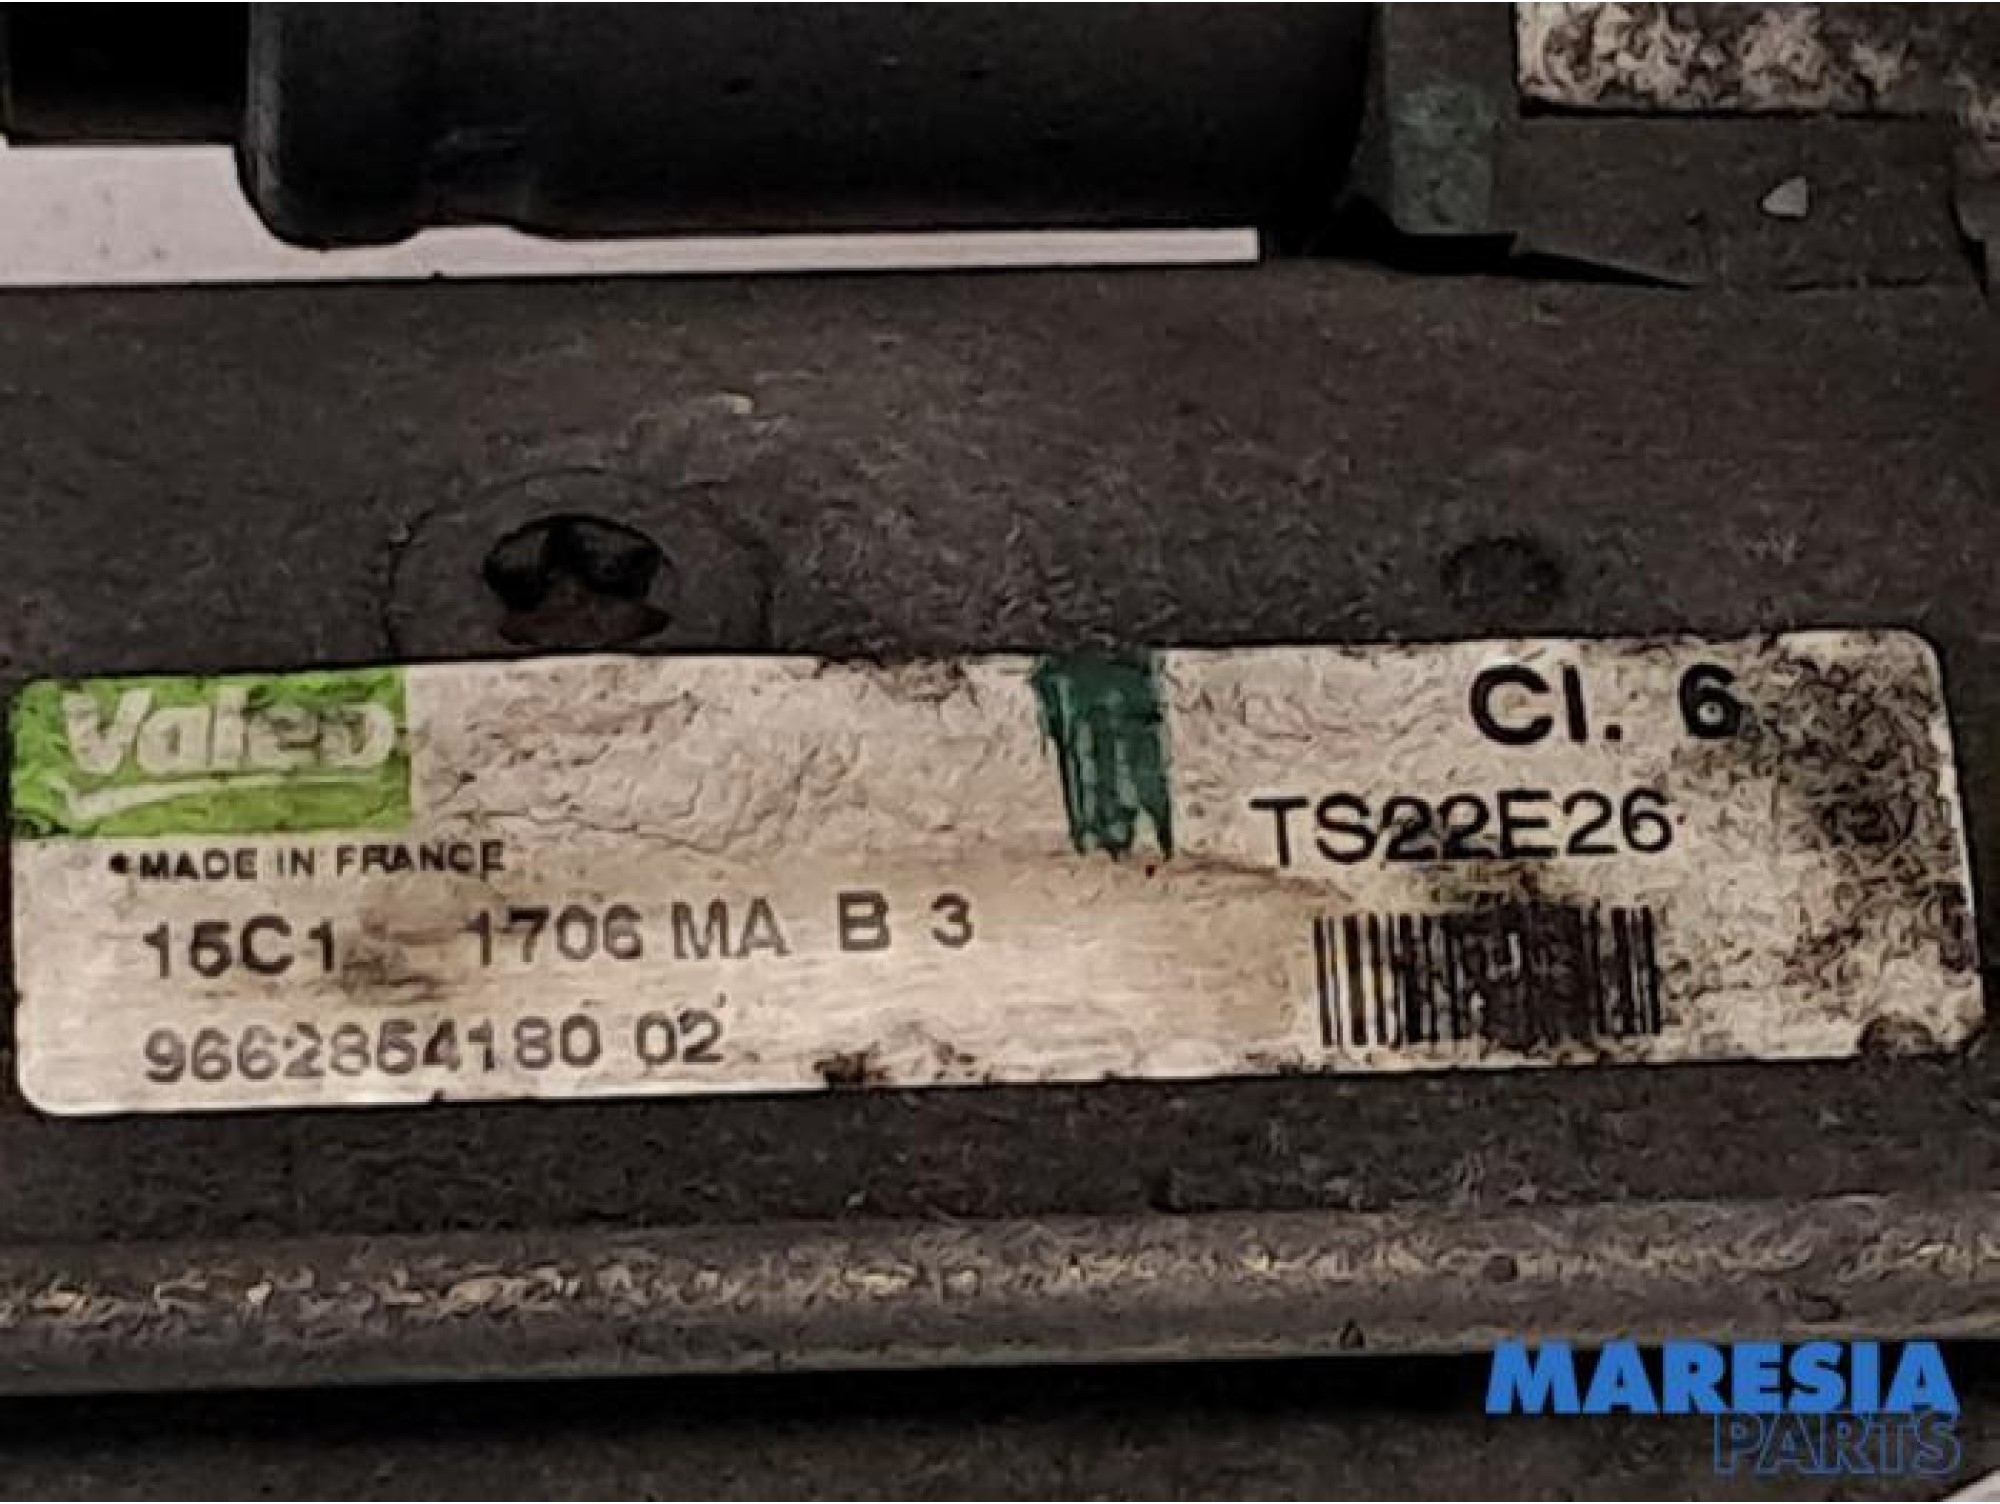 Valeo
Cl. 6
TS22E26
MADE IN FRANCE
15C1 1706 MA B 3
9662854180 02
MARESIA
PARTS